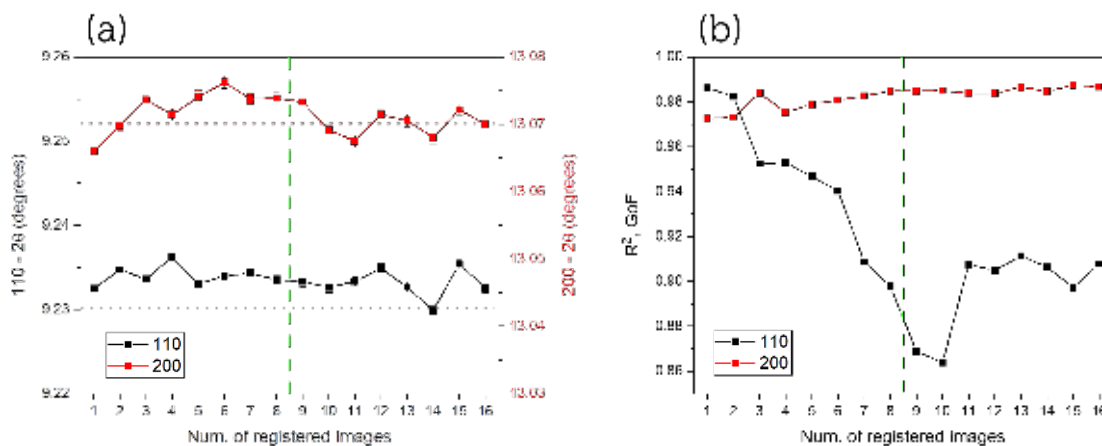 (a)
(b)
9.26
9.25
9.24
9.23
9.22
110 - 2θ (degrees)
13.08
13.07
13.06
13.05
13.04
13.03
200 - 2θ (degrees)
110
200
1 2 3 4 5 6 7 8 9 10 11 12 13 14 15 16
Num. of registered images
1.00
0.98
0.96
0.94
0.92
0.90
0.88
0.86
R², GoF
110
200
1 2 3 4 5 6 7 8 9 10 11 12 13 14 15 16
Num. of registered images